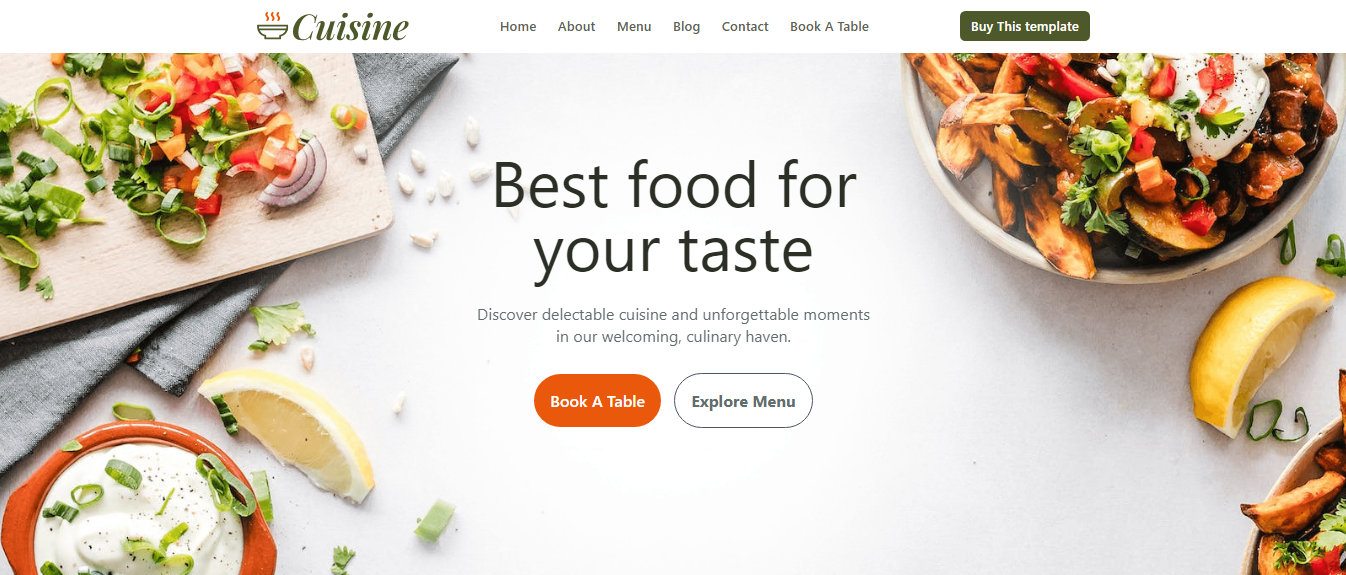 Cuisine
Home About Menu Blog Contact Book A Table
Buy This template
Best food for
your taste
Discover delectable cuisine and unforgettable moments
in our welcoming, culinary haven.
Book A Table
Explore Menu